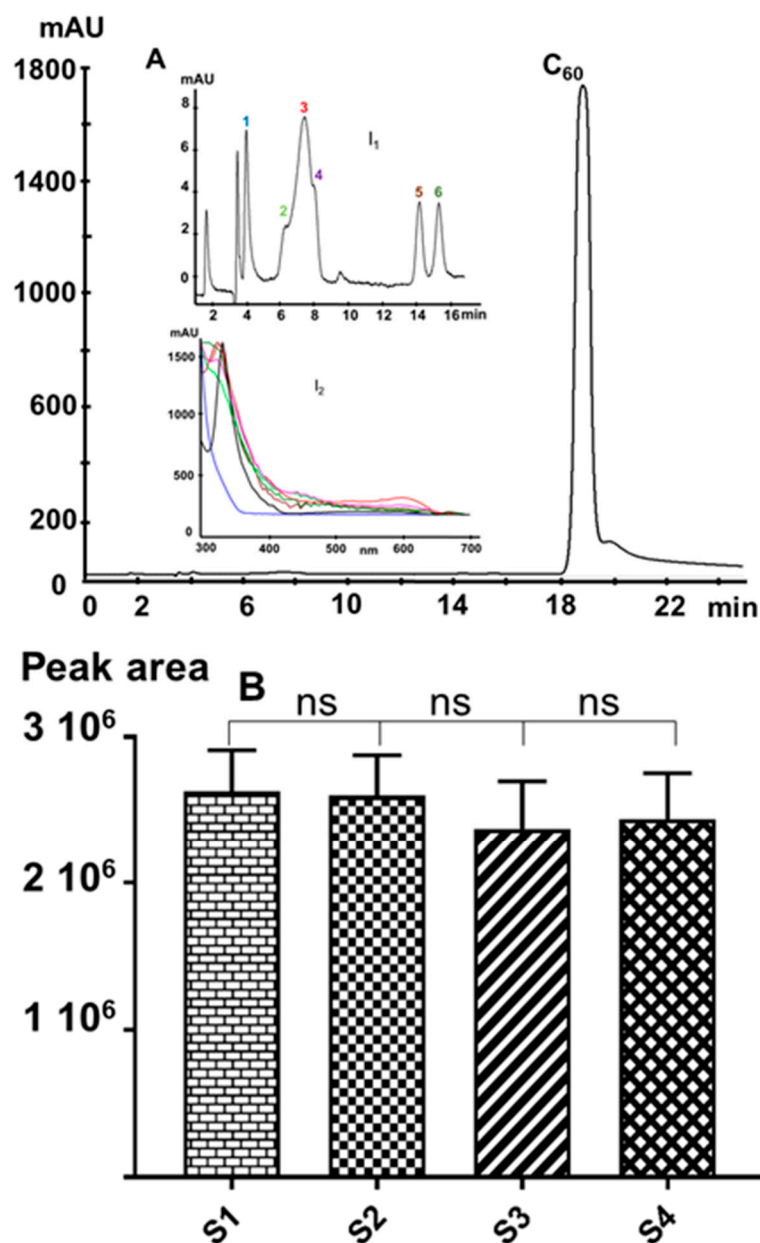 mAU
1800
1400
1000
600
200
0
0 2 6 10 14 18 22 min
C60
A
mAU
8
6
4
2
0
1
2
3
4
5
6
I1
2 4 6 8 10 12 14 16 min
mAU
1500
1000
500
0
I2
300 400 500 nm 600 700
Peak area
B
ns ns ns
3 10⁶
2 10⁶
1 10⁶
S1 S2 S3 S4